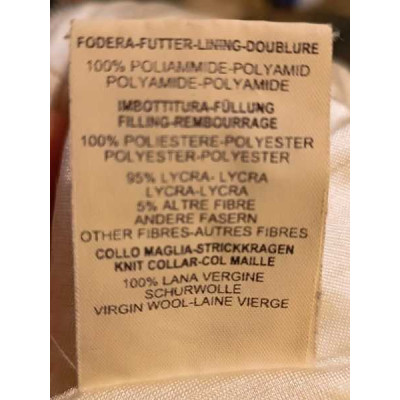 FODERA-FUTTER-LINING-DOUBLURE
100% POLIAMMIDE-POLYAMID
POLYAMIDE-POLYAMIDE
IMBOTTITURA-FÜLLUNG
FILLING-REMBOURRAGE
100% POLIESTERE-POLYESTER
POLYESTER-POLYESTER
95% LYCRA- LYCRA
LYCRA-LYCRA
5% ALTRE FIBRE
ANDERE FASERN
OTHER FIBRES-AUTRES FIBRES
COLLO MAGLIA-STRICKKRAGEN
KNIT COLLAR-COL MAILLE
100% LANA VERGINE
SCHURWOLLE
VIRGIN WOOL-LAINE VIERGE